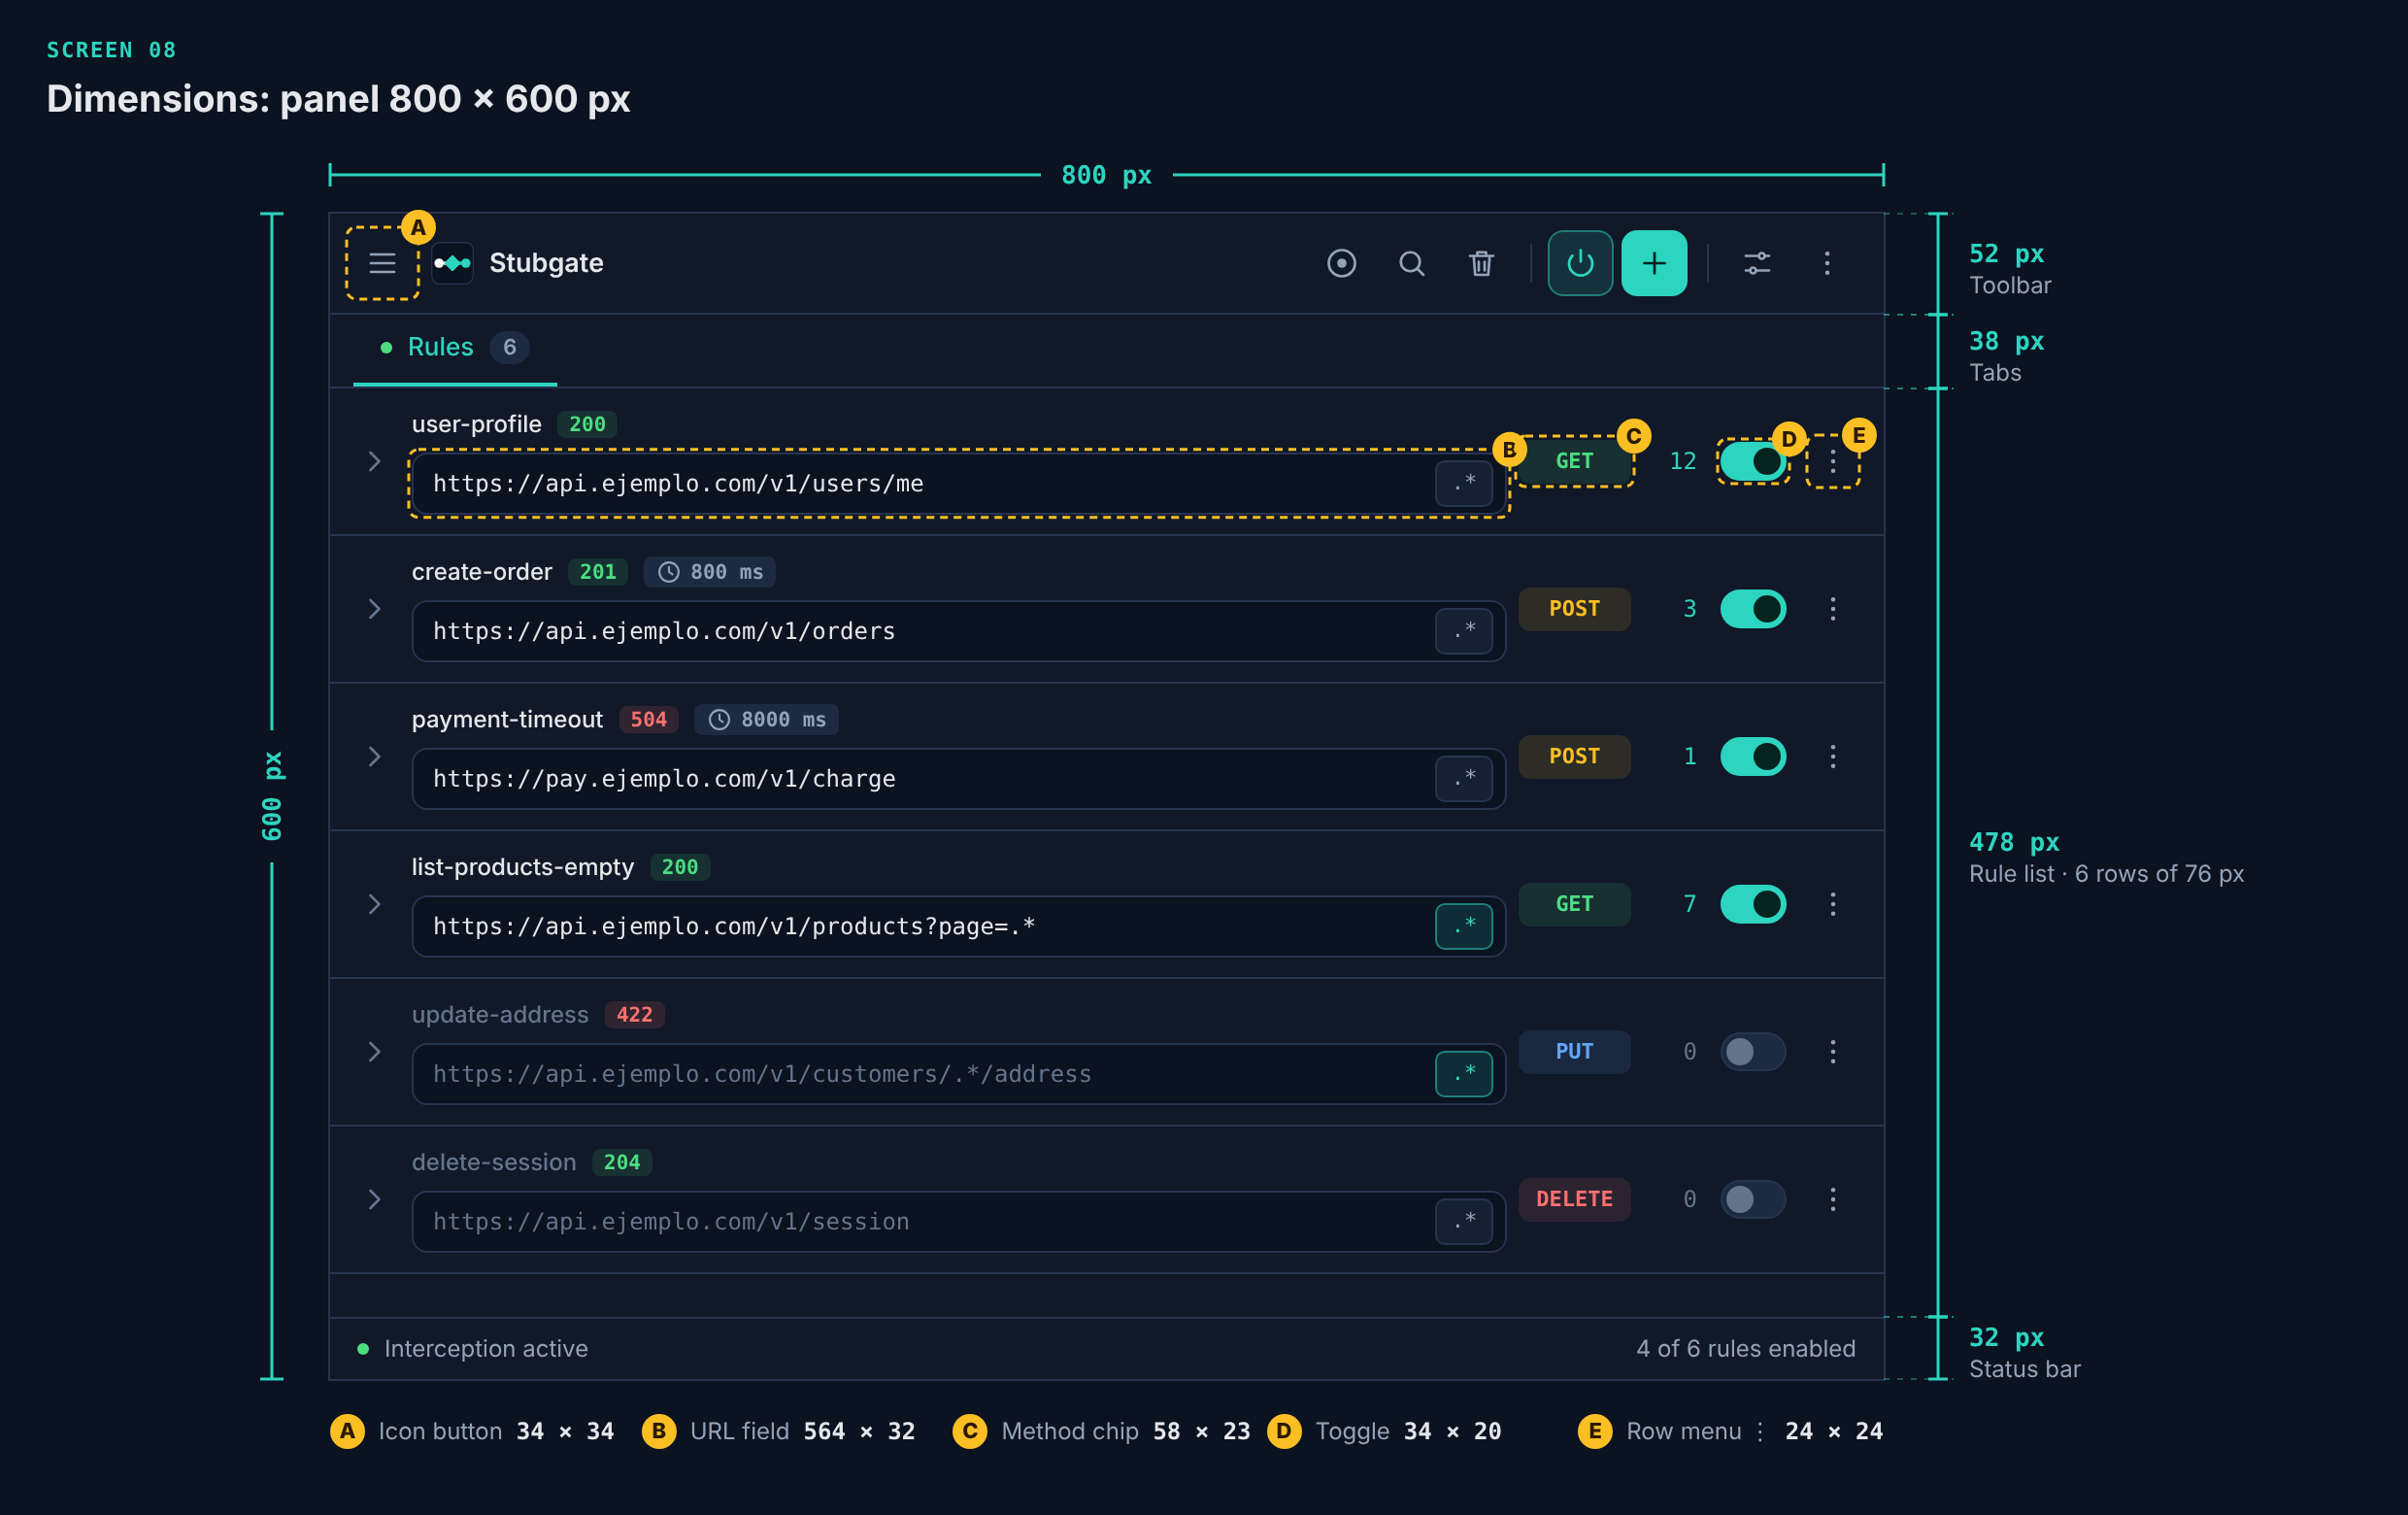 SCREEN 08
Dimensions: panel 800 × 600 px
800 px
600 px
A
Stubgate
52 px
Toolbar
Rules 6
38 px
Tabs
user-profile 200
https://api.ejemplo.com/v1/users/me .*
B
GET
C
12
D
E
create-order 201 800 ms
https://api.ejemplo.com/v1/orders .*
POST
3
payment-timeout 504 8000 ms
https://pay.ejemplo.com/v1/charge .*
POST
1
list-products-empty 200
https://api.ejemplo.com/v1/products?page=.* .*
GET
7
478 px
Rule list · 6 rows of 76 px
update-address 422
https://api.ejemplo.com/v1/customers/.*/address .*
PUT
0
delete-session 204
https://api.ejemplo.com/v1/session .*
DELETE
0
Interception active
4 of 6 rules enabled
32 px
Status bar
A Icon button 34 × 34
B URL field 564 × 32
C Method chip 58 × 23
D Toggle 34 × 20
E Row menu ⋮ 24 × 24